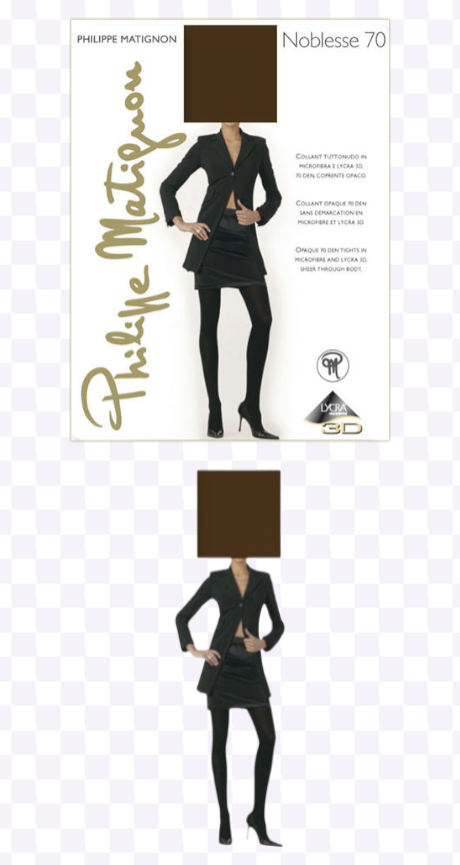 PHILIPPE MATIGNON
Noblesse 70
Philippe Matignon
COLLANT TUTTONUDO IN
MICROFIBRA E LYCRA 3D,
70 DEN, COPRENTE OPACO.
COLLANT OPAQUE 70 DEN
SANS DEMARCATION EN
MICROFIBRE ET LYCRA 3D
OPAQUE 70 DEN TIGHTS IN
MICROFIBRE AND LYCRA 3D,
SHEER THROUGH BODY.
LYCRA
3D